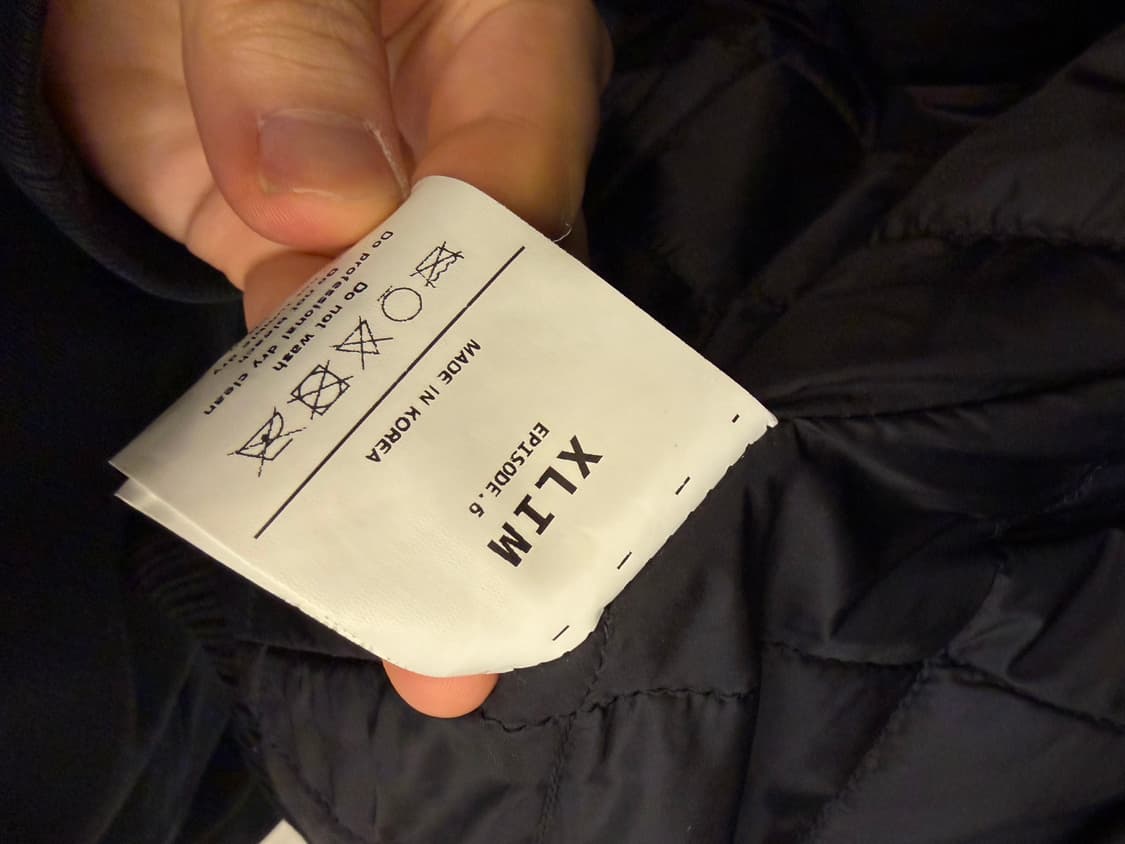 XLIM
EPISODE.6
MADE IN KOREA
Do not wash
Do professional dry clean